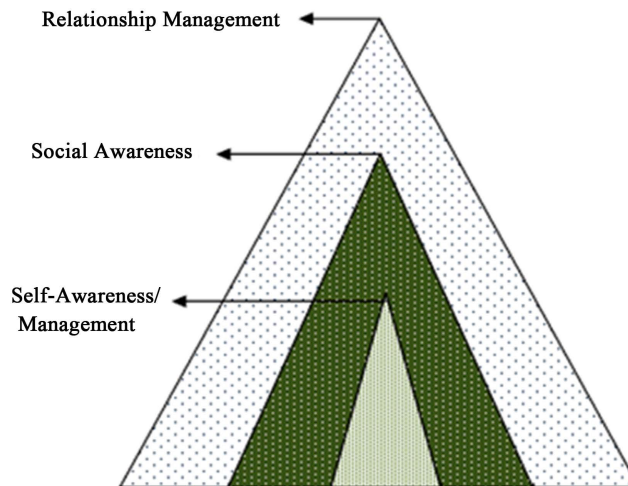 Relationship Management
Social Awareness
Self-Awareness/
Management